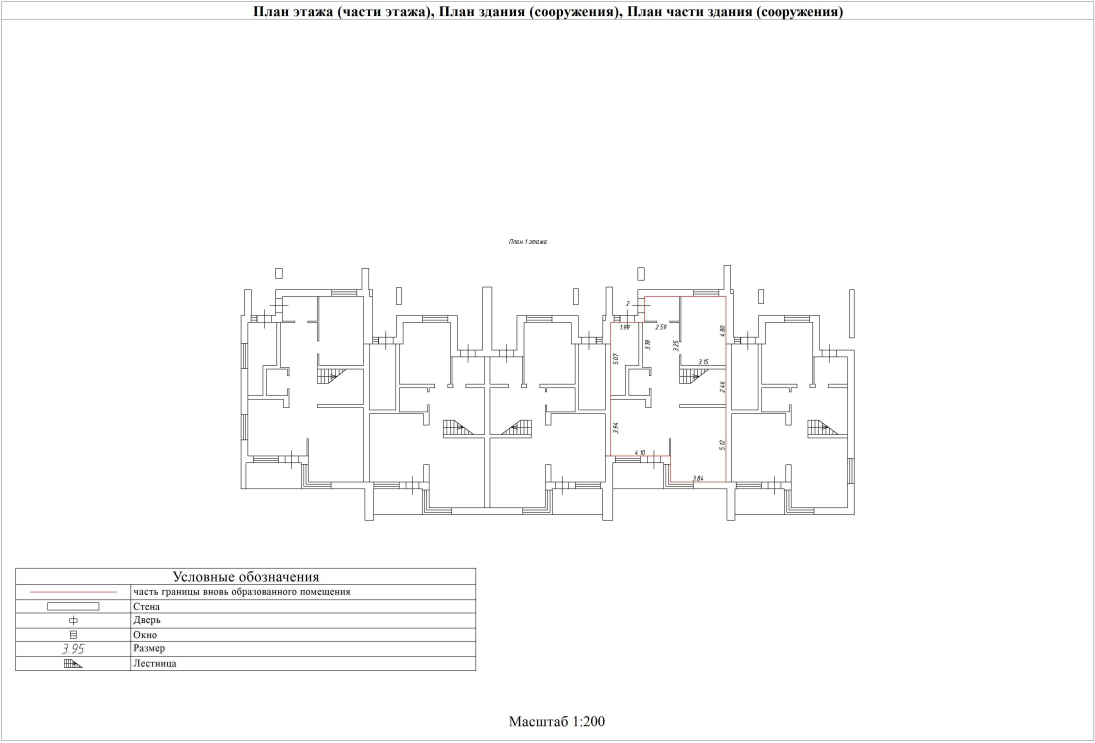 План этажа (части этажа), План здания (сооружения), План части здания (сооружения)
План 1 этажа
2
1.99
2.59
4.80
3.18
3.25
5.07
3.15
2.46
3.94
5.12
4.10
3.84
Условные обозначения
часть границы вновь образованного помещения
Стена
Дверь
Окно
3.95 Размер
Лестница
Масштаб 1:200